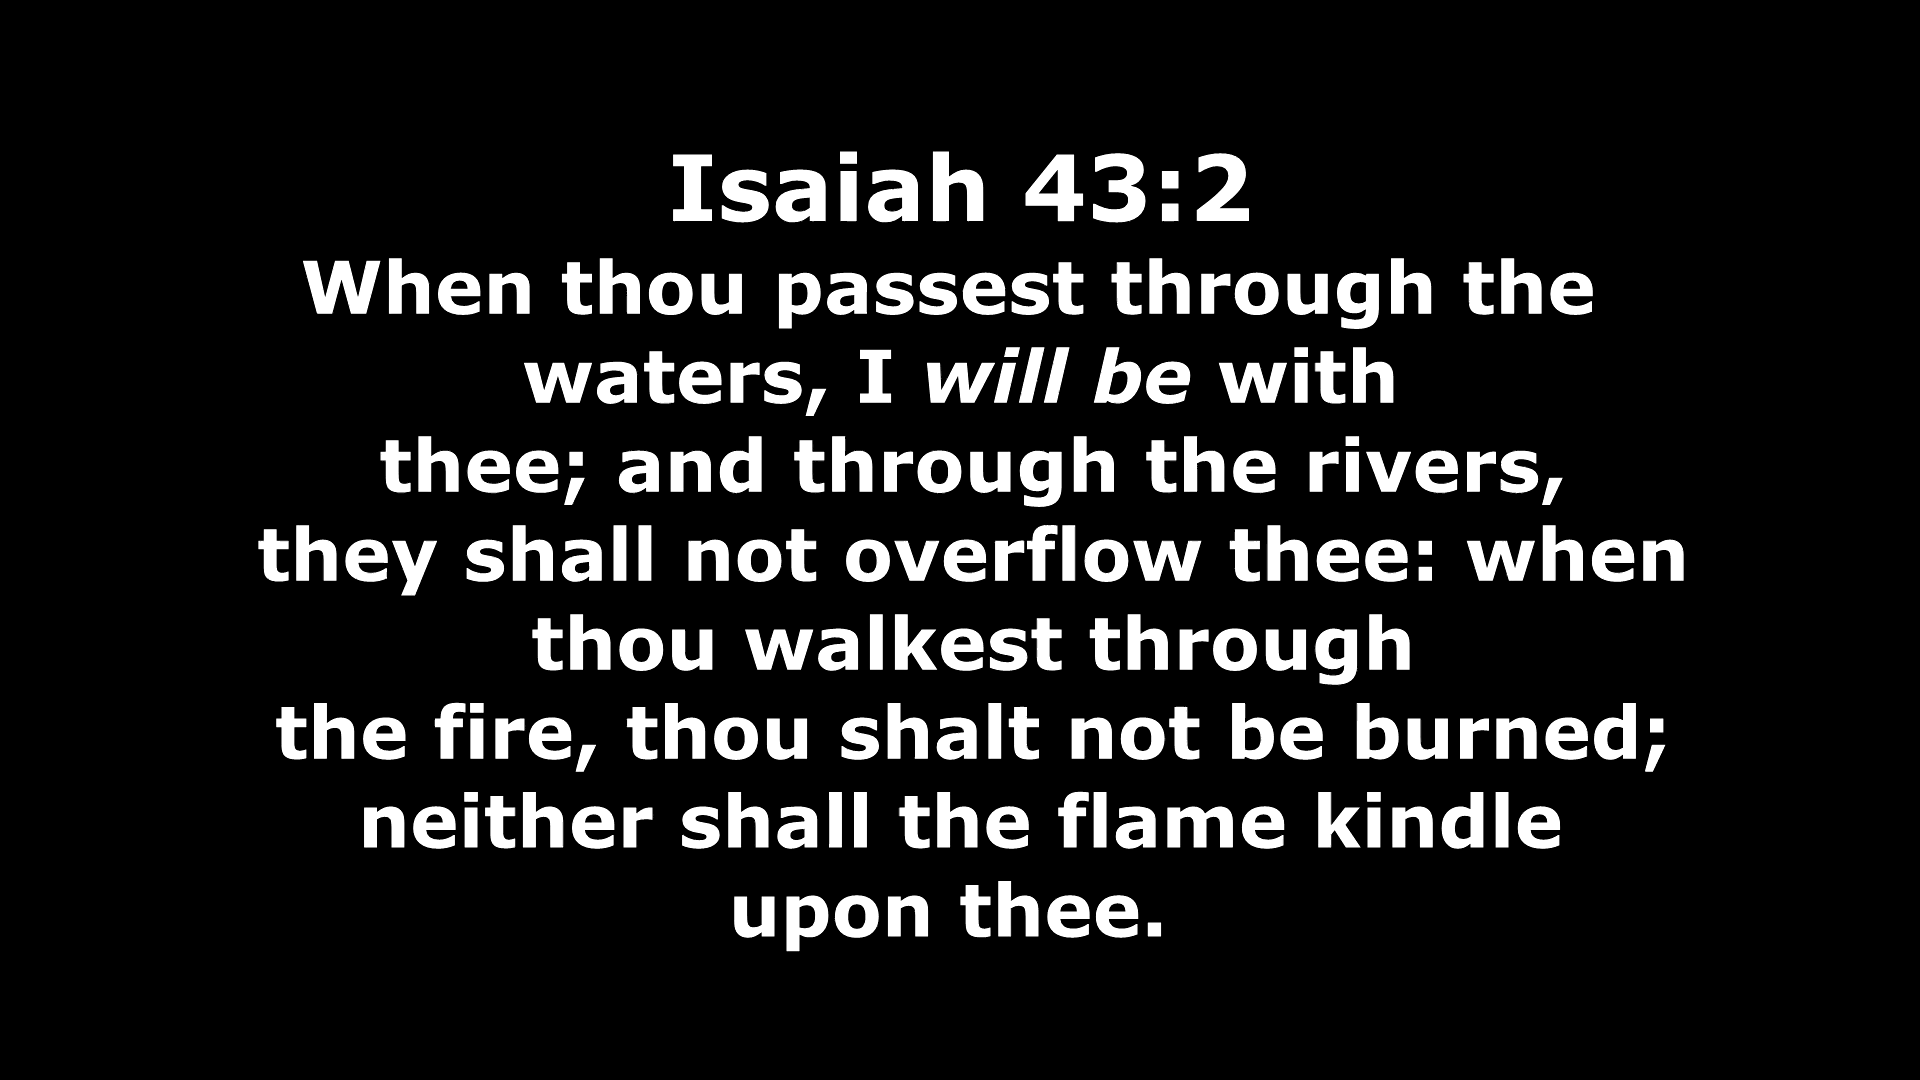 Isaiah 43:2
When thou passest through the
waters, I will be with
thee; and through the rivers,
they shall not overflow thee: when
thou walkest through
the fire, thou shalt not be burned;
neither shall the flame kindle
upon thee.